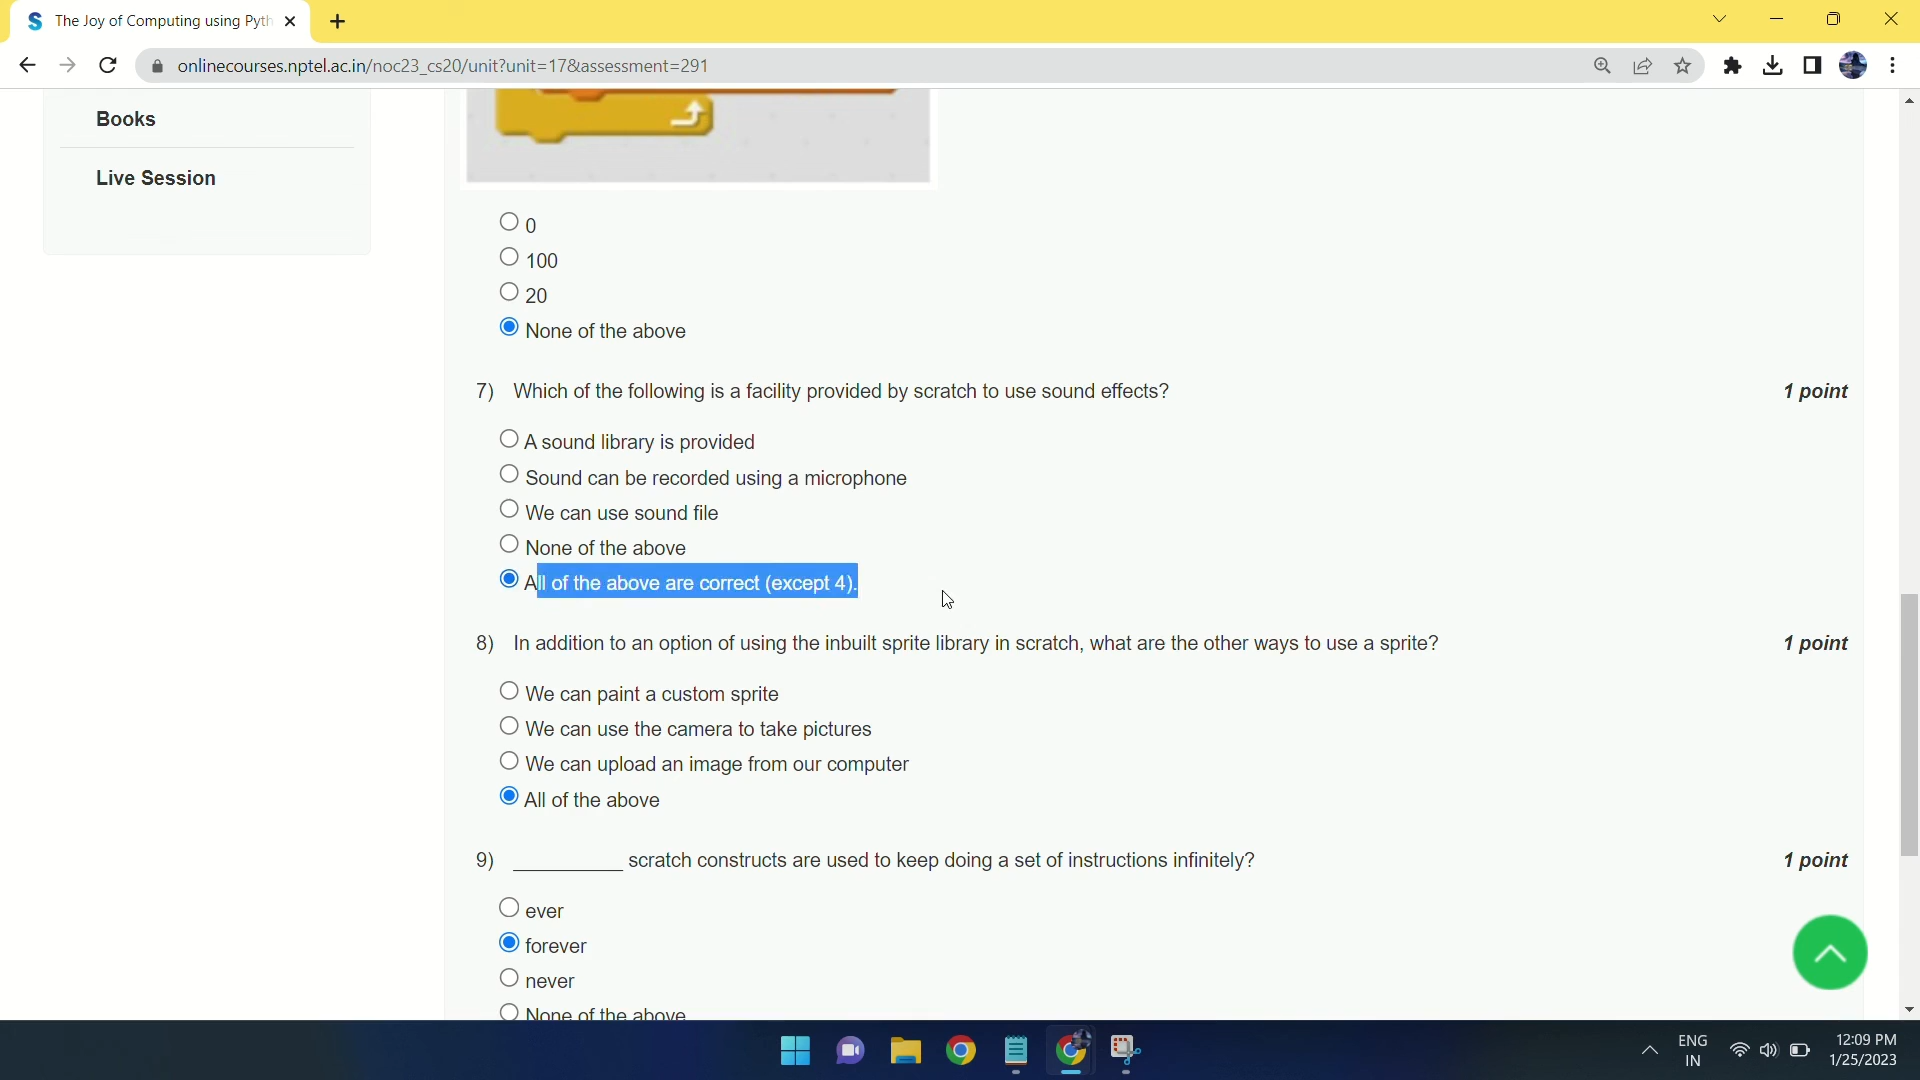 The Joy of Computing using Pyth
onlinecourses.nptel.ac.in/noc23_cs20/unit?unit=17&assessment=291
Books
Live Session
0
100
20
None of the above
7) Which of the following is a facility provided by scratch to use sound effects? 1 point
A sound library is provided
Sound can be recorded using a microphone
We can use sound file
None of the above
All of the above are correct (except 4).
8) In addition to an option of using the inbuilt sprite library in scratch, what are the other ways to use a sprite? 1 point
We can paint a custom sprite
We can use the camera to take pictures
We can upload an image from our computer
All of the above
9) __________ scratch constructs are used to keep doing a set of instructions infinitely? 1 point
ever
forever
never
None of the above
ENG
IN
12:09 PM
1/25/2023